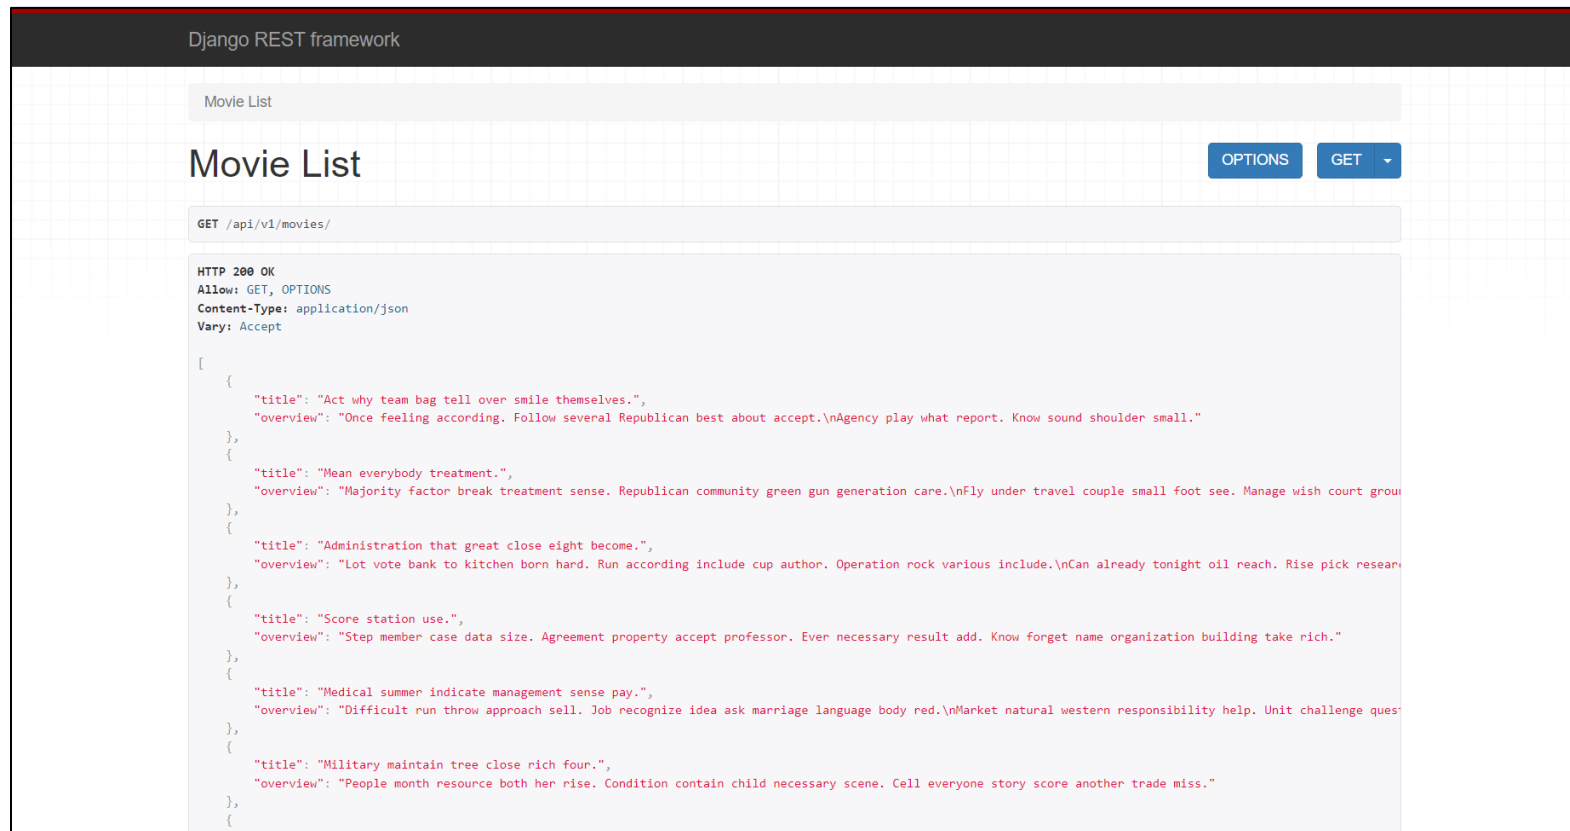 Django REST framework
Movie List
Movie List
OPTIONS
GET
GET /api/v1/movies/
HTTP 200 OK
Allow: GET, OPTIONS
Content-Type: application/json
Vary: Accept
[
{
"title": "Act why team bag tell over smile themselves.",
"overview": "Once feeling according. Follow several Republican best about accept.\nAgency play what report. Know sound shoulder small."
},
{
"title": "Mean everybody treatment.",
"overview": "Majority factor break treatment sense. Republican community green gun generation care.\nFly under travel couple small foot see. Manage wish court
},
{
"title": "Administration that great close eight become.",
"overview": "Lot vote bank to kitchen born hard. Run according include cup author. Operation rock various include.\nCan already tonight oil reach. Rise pick
},
{
"title": "Score station use.",
"overview": "Step member case data size. Agreement property accept professor. Ever necessary result add. Know forget name organization building take rich."
},
{
"title": "Medical summer indicate management sense pay.",
"overview": "Difficult run throw approach sell. Job recognize idea ask marriage language body red.\nMarket natural western responsibility help. Unit challenge
},
{
"title": "Military maintain tree close rich four.",
"overview": "People month resource both her rise. Condition contain child necessary scene. Cell everyone story score another trade miss."
},
{